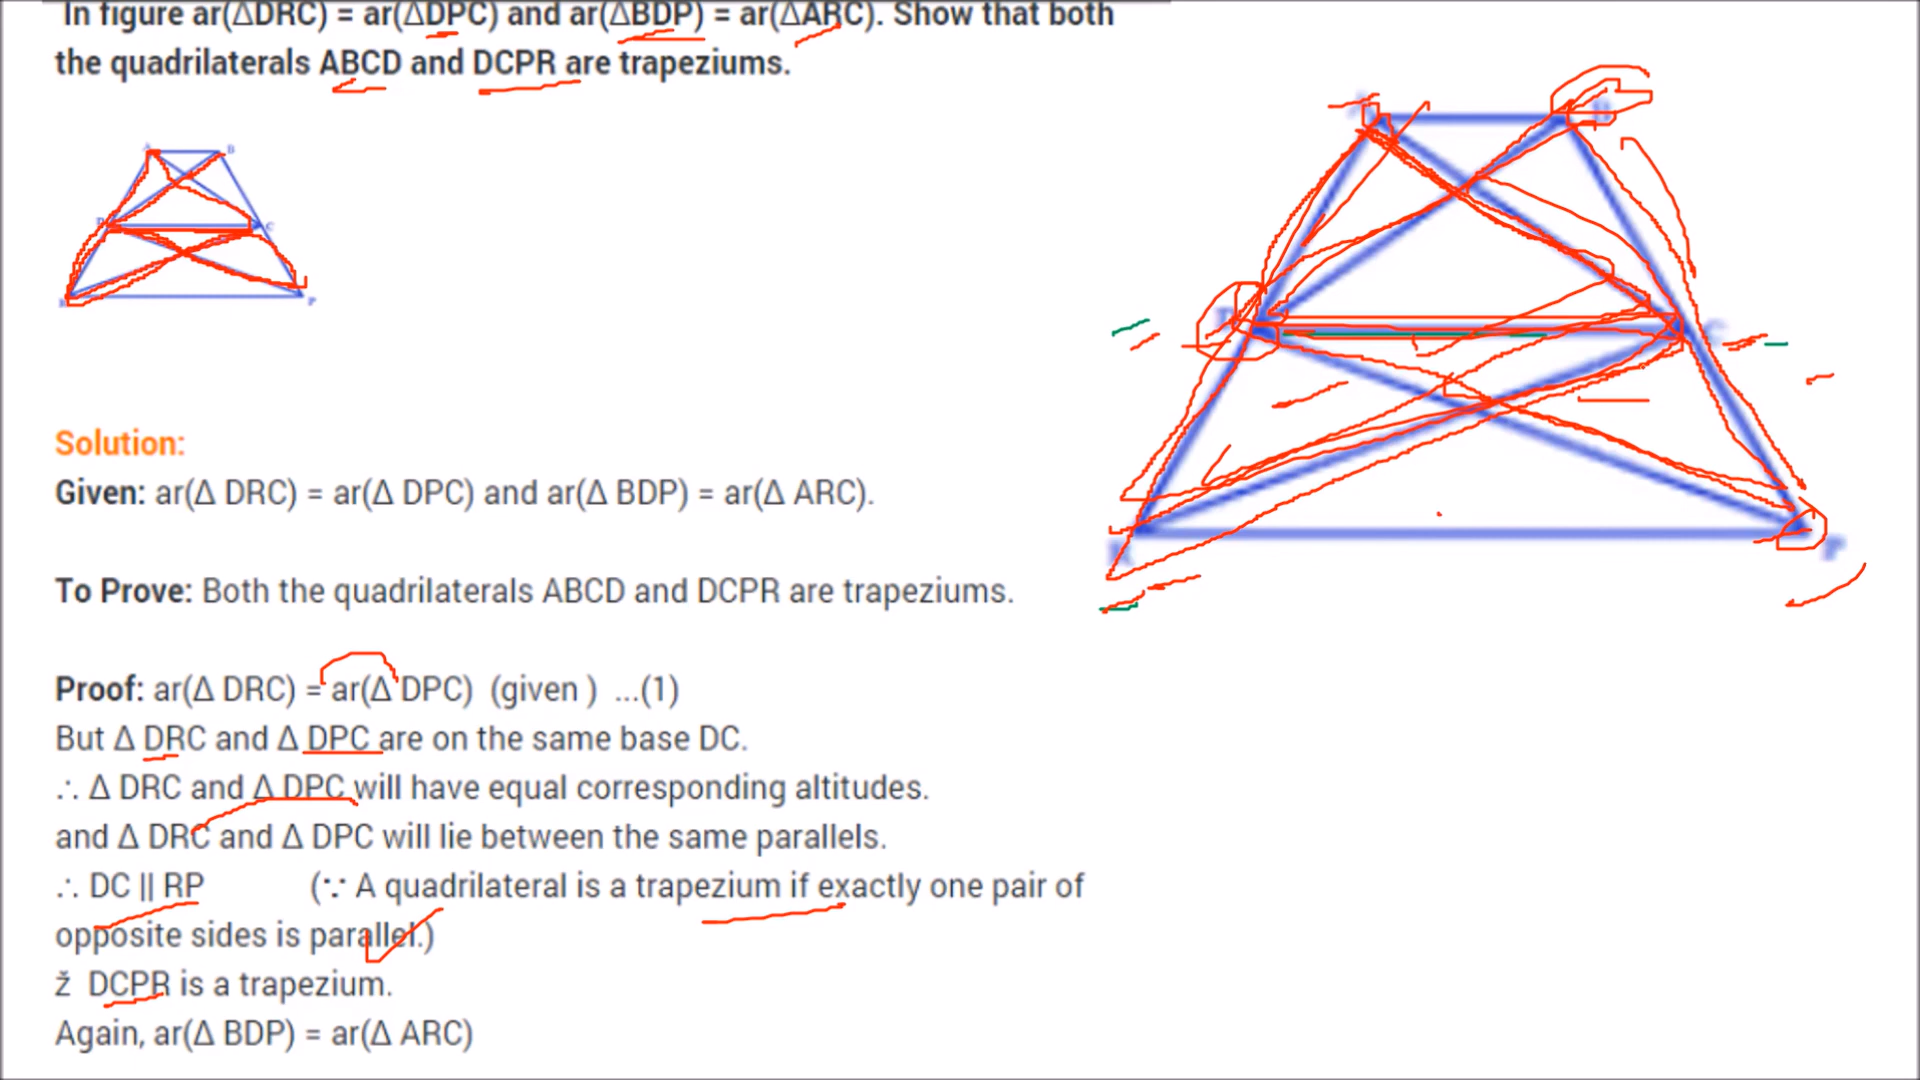 In figure ar(ΔDRC) = ar(ΔDPC) and ar(ΔBDP) = ar(ΔARC). Show that both
the quadrilaterals ABCD and DCPR are trapeziums.
A B
D C
R P
A B
D C
R P
Solution:
Given: ar(Δ DRC) = ar(Δ DPC) and ar(Δ BDP) = ar(Δ ARC).
To Prove: Both the quadrilaterals ABCD and DCPR are trapeziums.
Proof: ar(Δ DRC) = ar(Δ DPC) (given ) ...(1)
But Δ DRC and Δ DPC are on the same base DC.
∴ Δ DRC and Δ DPC will have equal corresponding altitudes.
and Δ DRC and Δ DPC will lie between the same parallels.
∴ DC || RP (∵ A quadrilateral is a trapezium if exactly one pair of
opposite sides is parallel.)
ž DCPR is a trapezium.
Again, ar(Δ BDP) = ar(Δ ARC)